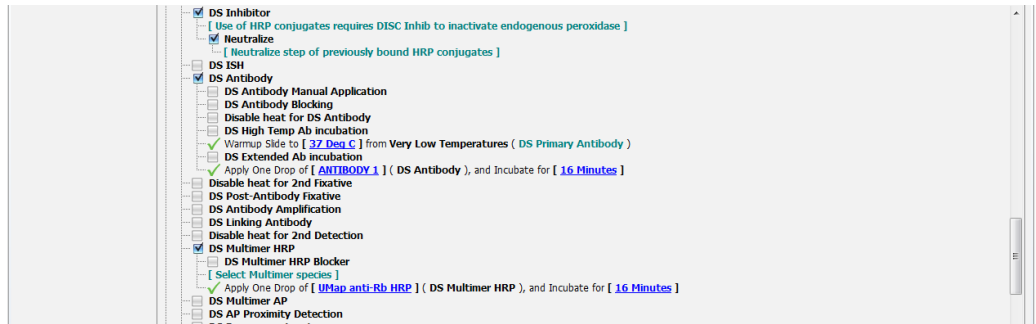 DS Inhibitor
[ Use of HRP conjugates requires DISC Inhib to inactivate endogenous peroxidase ]
Neutralize
[ Neutralize step of previously bound HRP conjugates ]
DS ISH
DS Antibody
DS Antibody Manual Application
DS Antibody Blocking
Disable heat for DS Antibody
DS High Temp Ab incubation
Warmup Slide to [ 37 Deg C ] from Very Low Temperatures ( DS Primary Antibody )
DS Extended Ab incubation
Apply One Drop of [ ANTIBODY 1 ] ( DS Antibody ), and Incubate for [ 16 Minutes ]
Disable heat for 2nd Fixative
DS Post-Antibody Fixative
DS Antibody Amplification
DS Linking Antibody
Disable heat for 2nd Detection
DS Multimer HRP
DS Multimer HRP Blocker
[ Select Multimer species ]
Apply One Drop of [ UMap anti-Rb HRP ] ( DS Multimer HRP ), and Incubate for [ 16 Minutes ]
DS Multimer AP
DS AP Proximity Detection